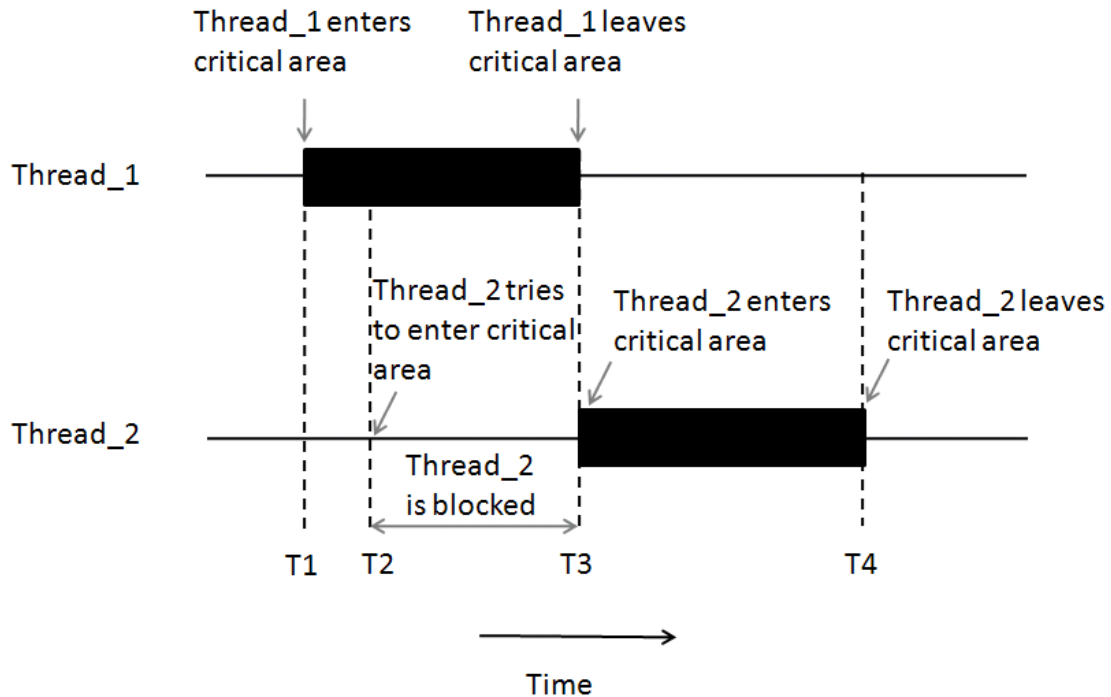 Thread_1 enters
critical area
Thread_1 leaves
critical area
Thread_1
Thread_2 tries
to enter critical
area
Thread_2 enters
critical area
Thread_2 leaves
critical area
Thread_2
Thread_2
is blocked
T1
T2
T3
T4
Time